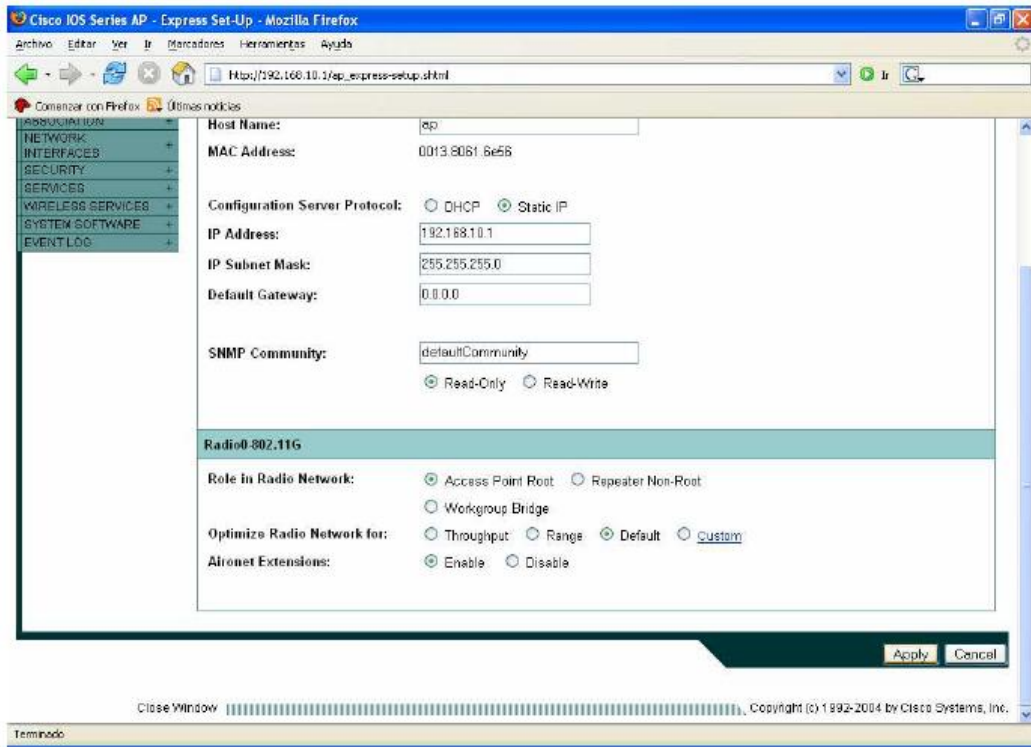 Cisco IOS Series AP - Express Set-Up - Mozilla Firefox
Archivo Editar Ver Ir Marcadores Herramientas Ayuda
http://192.168.10.1/ap_express-setup.shtml Ir
Comenzar con Firefox Últimas noticias
ASSOCIATION +
NETWORK INTERFACES +
SECURITY +
SERVICES +
WIRELESS SERVICES +
SYSTEM SOFTWARE +
EVENT LOG +
Host Name: ap
MAC Address: 0013.8061.6e56
Configuration Server Protocol: DHCP Static IP
IP Address: 192.168.10.1
IP Subnet Mask: 255.255.255.0
Default Gateway: 0.0.0.0
SNMP Community: defaultCommunity
Read-Only Read-Write
Radio0-802.11G
Role in Radio Network: Access Point Root Repeater Non-Root
Workgroup Bridge
Optimize Radio Network for: Throughput Range Default Custom
Aironet Extensions: Enable Disable
Apply Cancel
Close Window Copyright (c) 1992-2004 by Cisco Systems, Inc.
Terminado